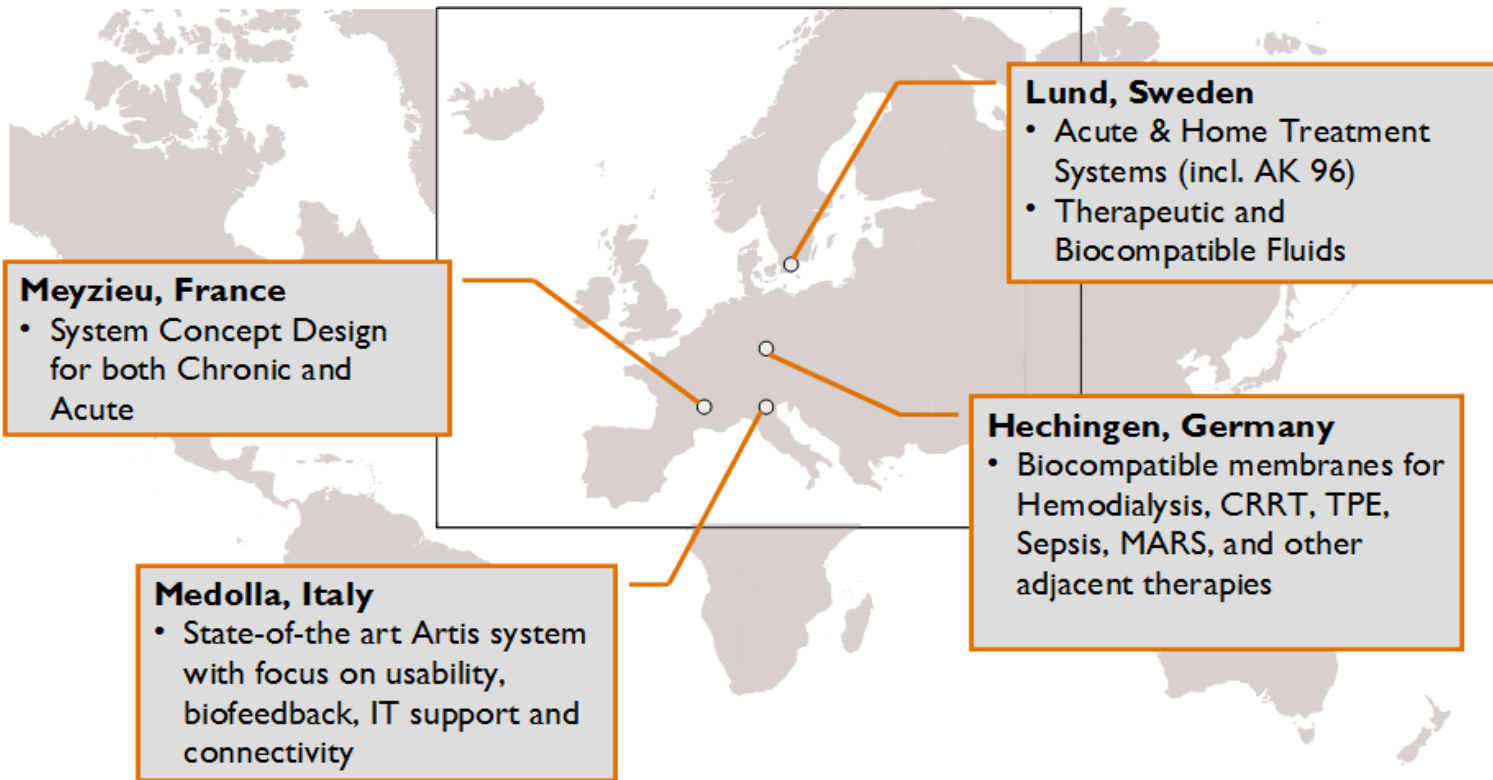 Lund, Sweden
• Acute & Home Treatment
Systems (incl. AK 96)
• Therapeutic and
Biocompatible Fluids
Meyzieu, France
• System Concept Design
for both Chronic and
Acute
Hechingen, Germany
• Biocompatible membranes for
Hemodialysis, CRRT, TPE,
Sepsis, MARS, and other
adjacent therapies
Medolla, Italy
• State-of-the art Artis system
with focus on usability,
biofeedback, IT support and
connectivity